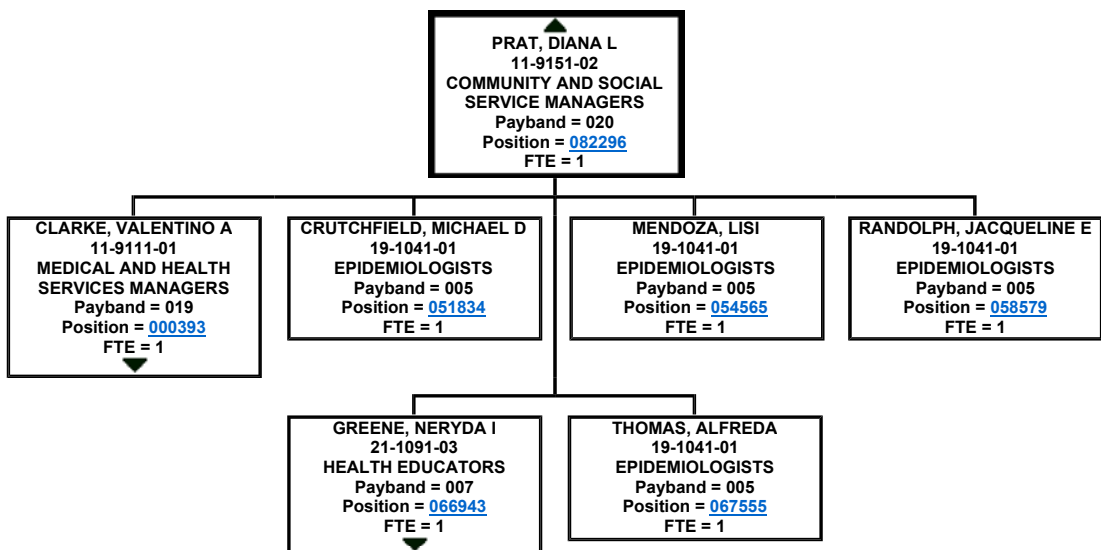 PRAT, DIANA L
11-9151-02
COMMUNITY AND SOCIAL
SERVICE MANAGERS
Payband = 020
Position = 082296
FTE = 1
CLARKE, VALENTINO A
11-9111-01
MEDICAL AND HEALTH
SERVICES MANAGERS
Payband = 019
Position = 000393
FTE = 1
CRUTCHFIELD, MICHAEL D
19-1041-01
EPIDEMIOLOGISTS
Payband = 005
Position = 051834
FTE = 1
MENDOZA, LISI
19-1041-01
EPIDEMIOLOGISTS
Payband = 005
Position = 054565
FTE = 1
RANDOLPH, JACQUELINE E
19-1041-01
EPIDEMIOLOGISTS
Payband = 005
Position = 058579
FTE = 1
GREENE, NERYDA I
21-1091-03
HEALTH EDUCATORS
Payband = 007
Position = 066943
FTE = 1
THOMAS, ALFREDA
19-1041-01
EPIDEMIOLOGISTS
Payband = 005
Position = 067555
FTE = 1